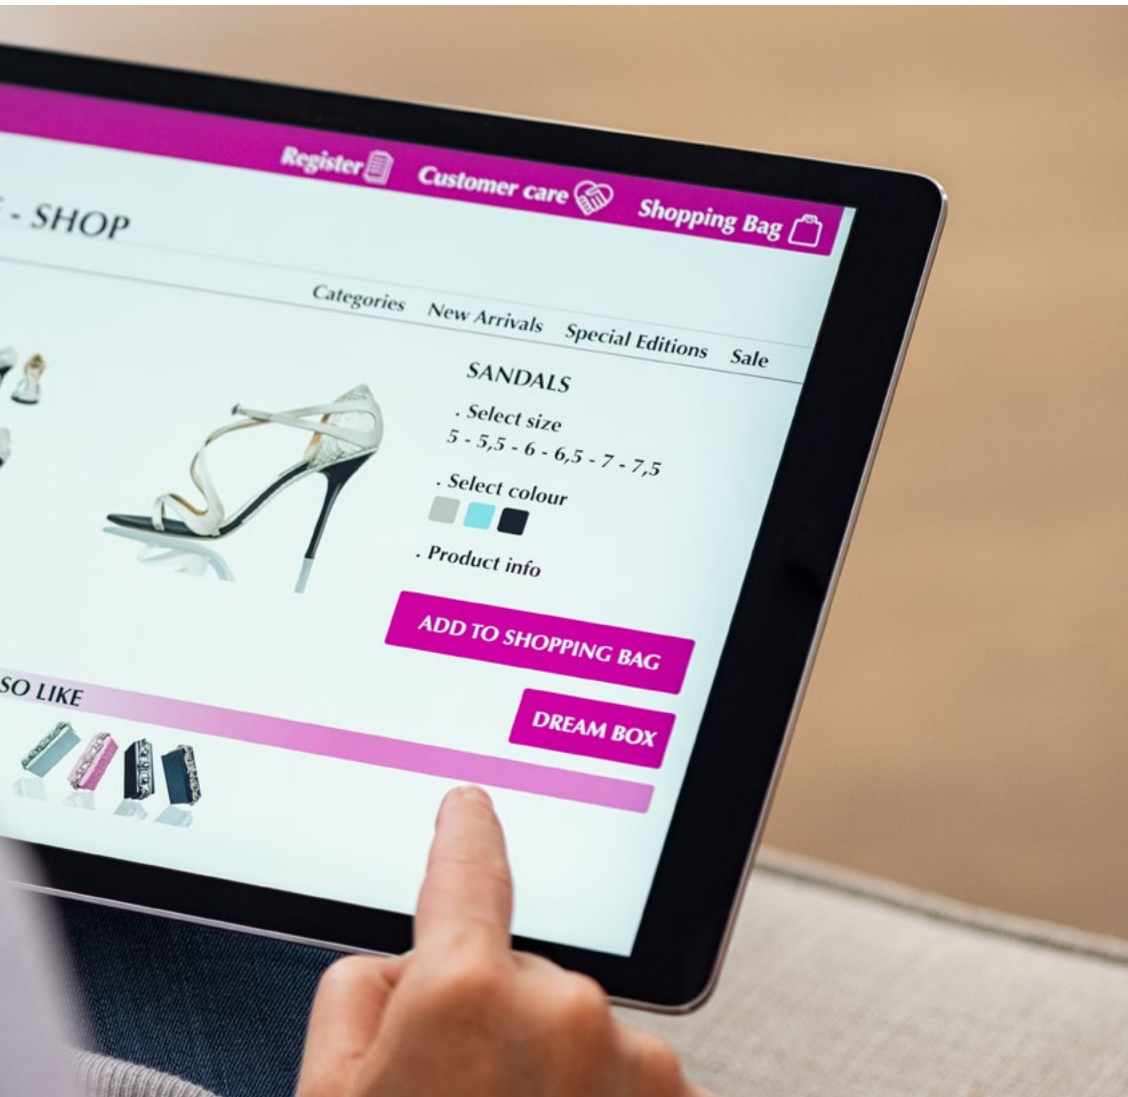 Register
Customer care
Shopping Bag
- SHOP
Categories New Arrivals Special Editions Sale
SANDALS
. Select size
5 - 5,5 - 6 - 6,5 - 7 - 7,5
. Select colour
. Product info
ADD TO SHOPPING BAG
DREAM BOX
SO LIKE